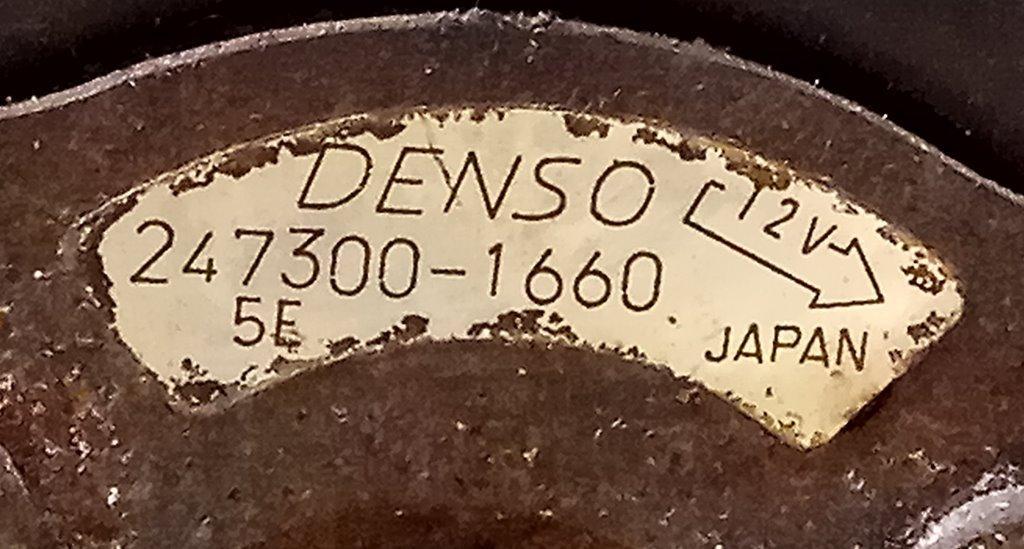 DENSO
12V
247300-1660
5E
JAPAN